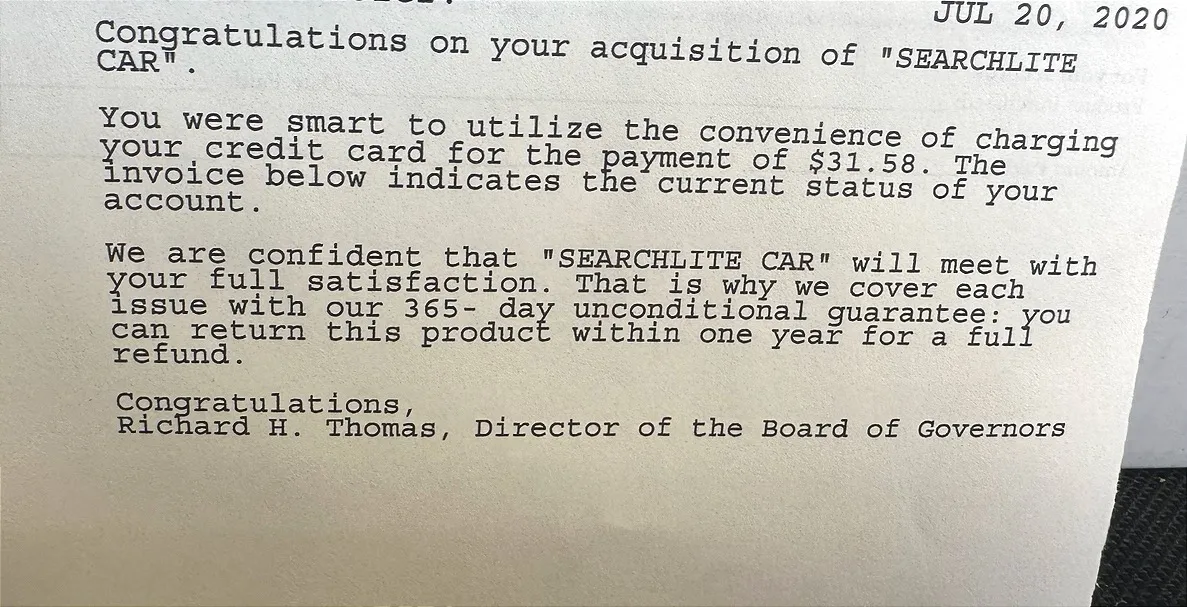 JUL 20, 2020
Congratulations on your acquisition of "SEARCHLITE
CAR".
You were smart to utilize the convenience of charging
your credit card for the payment of $31.58. The
invoice below indicates the current status of your
account.
We are confident that "SEARCHLITE CAR" will meet with
your full satisfaction. That is why we cover each
issue with our 365- day unconditional guarantee: you
can return this product within one year for a full
refund.
Congratulations,
Richard H. Thomas, Director of the Board of Governors